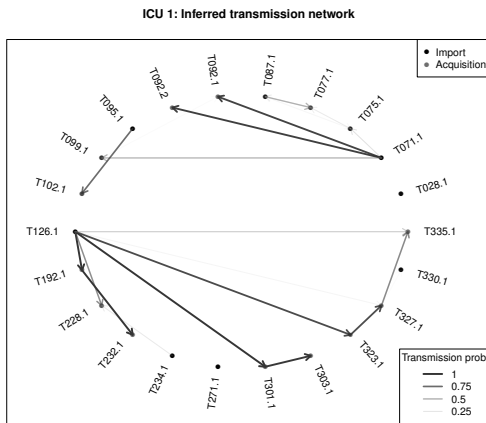 ICU 1: Inferred transmission network
Import
Acquisition
T087.1
T092.1
T077.1
T092.2
T075.1
T095.1
T071.1
T099.1
T028.1
T102.1
T126.1
T335.1
T192.1
T330.1
T228.1
T327.1
T232.1
T323.1
T234.1
T303.1
T271.1
T301.1
Transmission prob
1
0.75
0.5
0.25